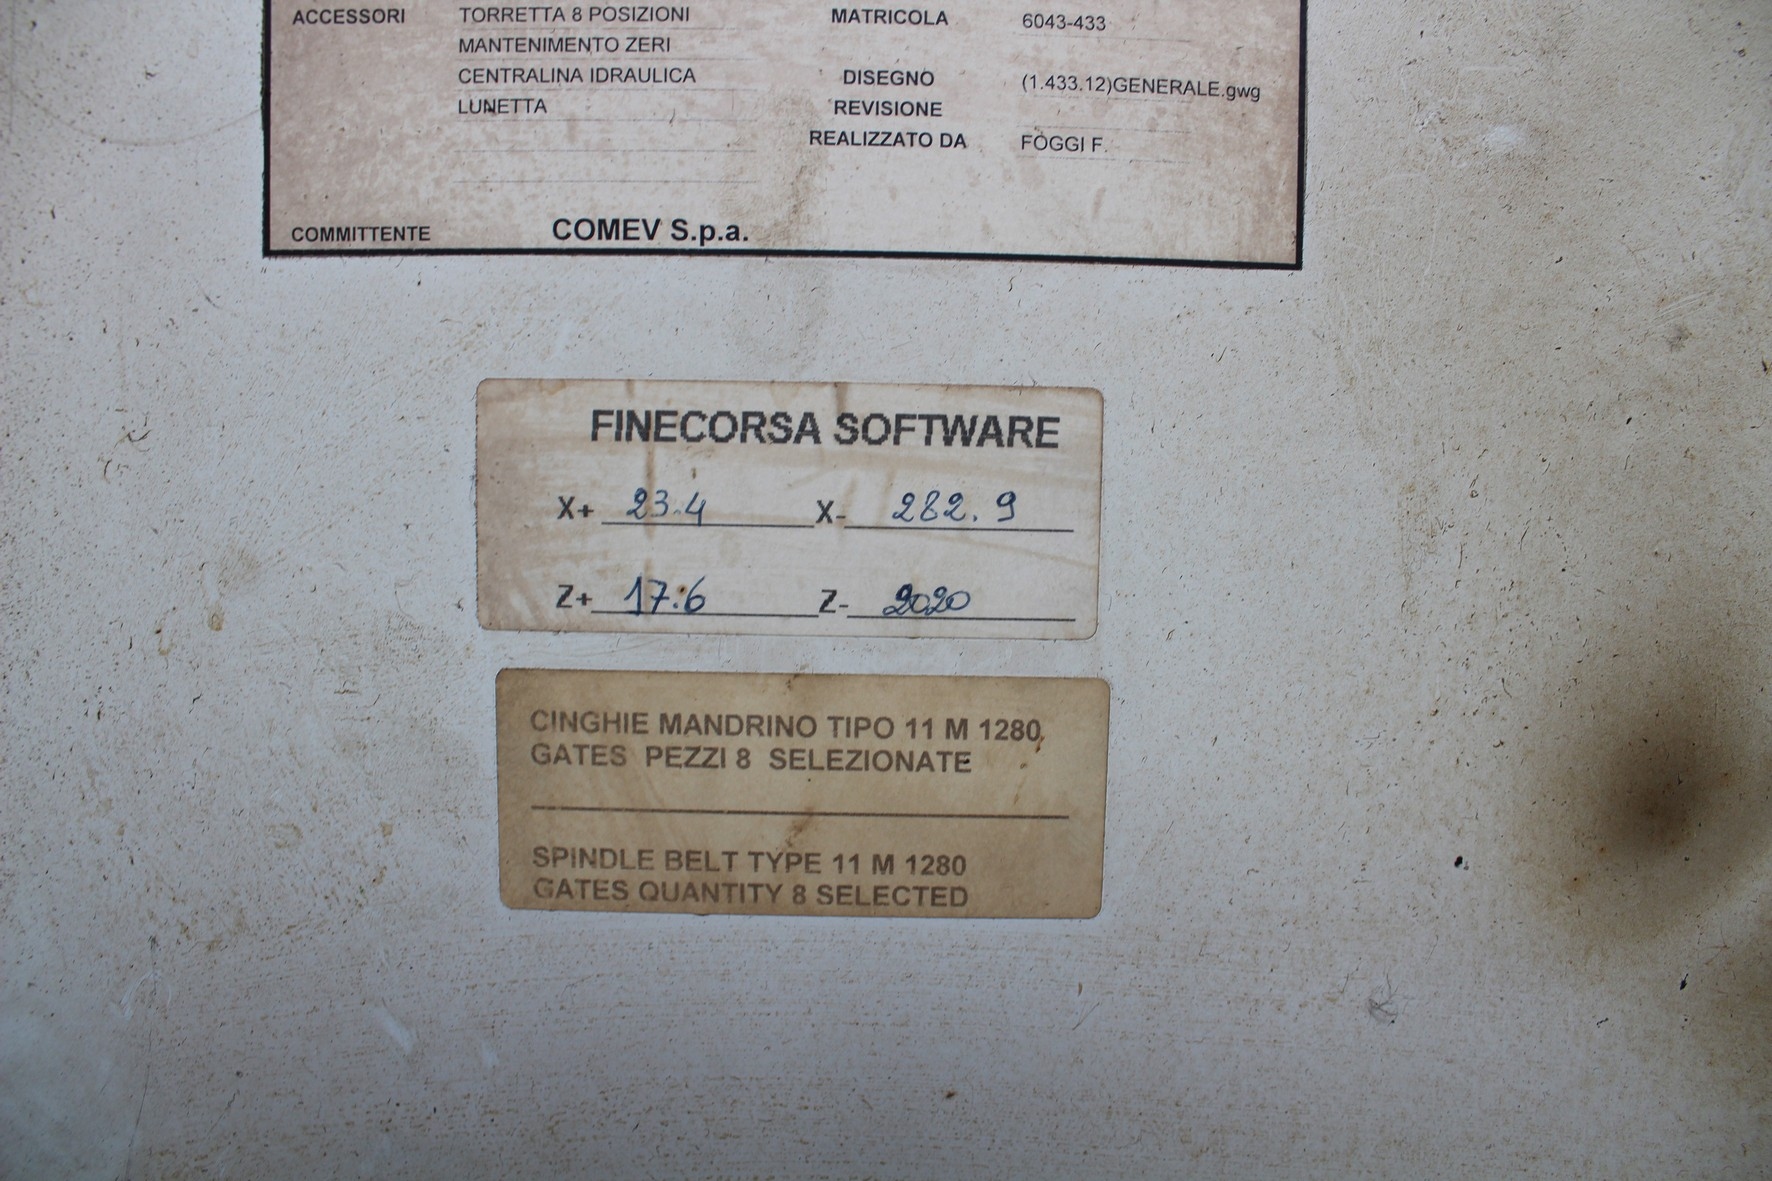 ACCESSORI TORRETTA 8 POSIZIONI MATRICOLA 6043-433
MANTENIMENTO ZERI
CENTRALINA IDRAULICA DISEGNO (1.433.12)GENERALE.gwg
LUNETTA REVISIONE
REALIZZATO DA FOGGI F.
COMMITTENTE COMEV S.p.a.
FINECORSA SOFTWARE
X+ 23.4 X- 282.9
Z+ 17.6 Z- 2020
CINGHIE MANDRINO TIPO 11 M 1280
GATES PEZZI 8 SELEZIONATE
SPINDLE BELT TYPE 11 M 1280
GATES QUANTITY 8 SELECTED